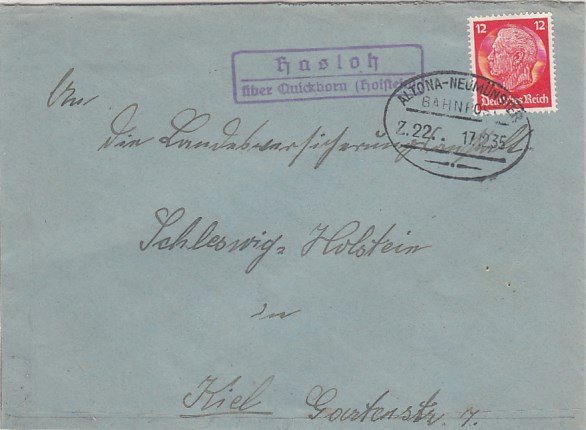 Hasloh
über Quickborn (Holstein)
12 12
Deutsches Reich
ALTONA-NEUMÜNSTER
BAHNPOST
Z.226. 17.9.35
An
die Landesversicherungsanstalt
Schleswig=Holstein
in
Kiel Gartenstr. 7.